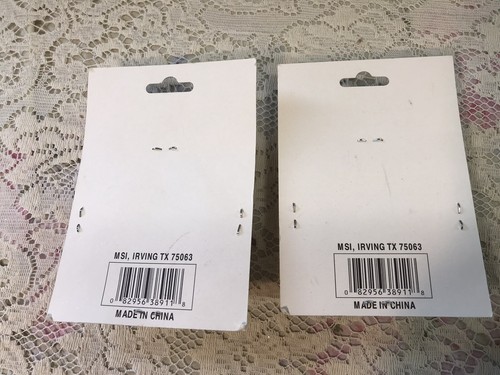 MSI, IRVING TX 75063
0 82956 38911 8
MADE IN CHINA
MSI, IRVING TX 75063
0 82956 38911 8
MADE IN CHINA